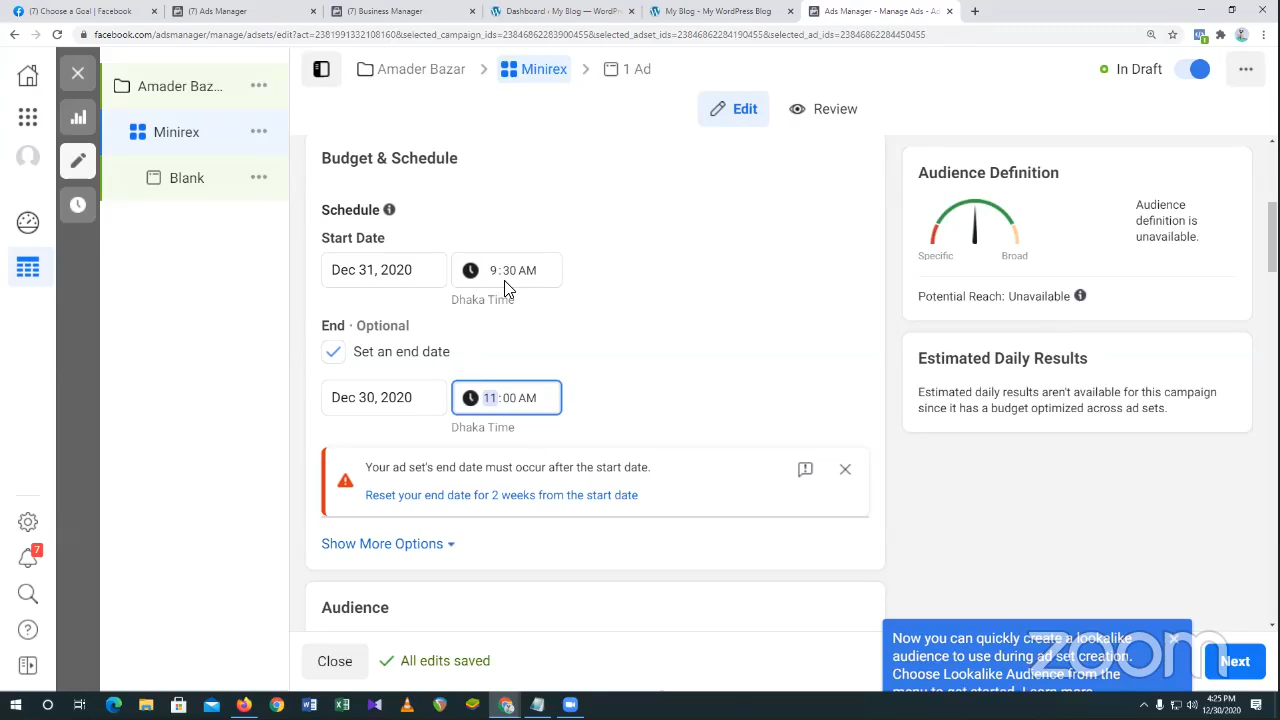 (7) Choose a Goal | Facebook
(7) Ads Manager
(7) Business Manager
Dashboard ‹ My Blog — WordPr
My Blog – My WordPress Blog
Ads Manager - Manage Ads - Ad
facebook.com/adsmanager/manage/assets/edit?act=2381991332108160&selected_campaign_ids=23846862283900455&selected_adset_ids=23846862284190455&selected_ad_ids=23846862284450455
Amader Bazar
Minirex
1 Ad
In Draft
Edit
Review
Amader Baz...
Minirex
Blank
Budget & Schedule
Schedule
Start Date
Dec 31, 2020
9:30 AM
Dhaka Time
End · Optional
Set an end date
Dec 30, 2020
11:00 AM
Dhaka Time
Your ad set's end date must occur after the start date.
Reset your end date for 2 weeks from the start date
Show More Options
Audience
Audience Definition
Specific
Broad
Audience
definition is
unavailable.
Potential Reach: Unavailable
Estimated Daily Results
Estimated daily results aren't available for this campaign
since it has a budget optimized across ad sets.
Now you can quickly create a lookalike
audience to use during ad set creation.
Choose Lookalike Audience from the
menu to get started. Learn more
zoom
Close
All edits saved
Next
7
4:25 PM
12/30/2020